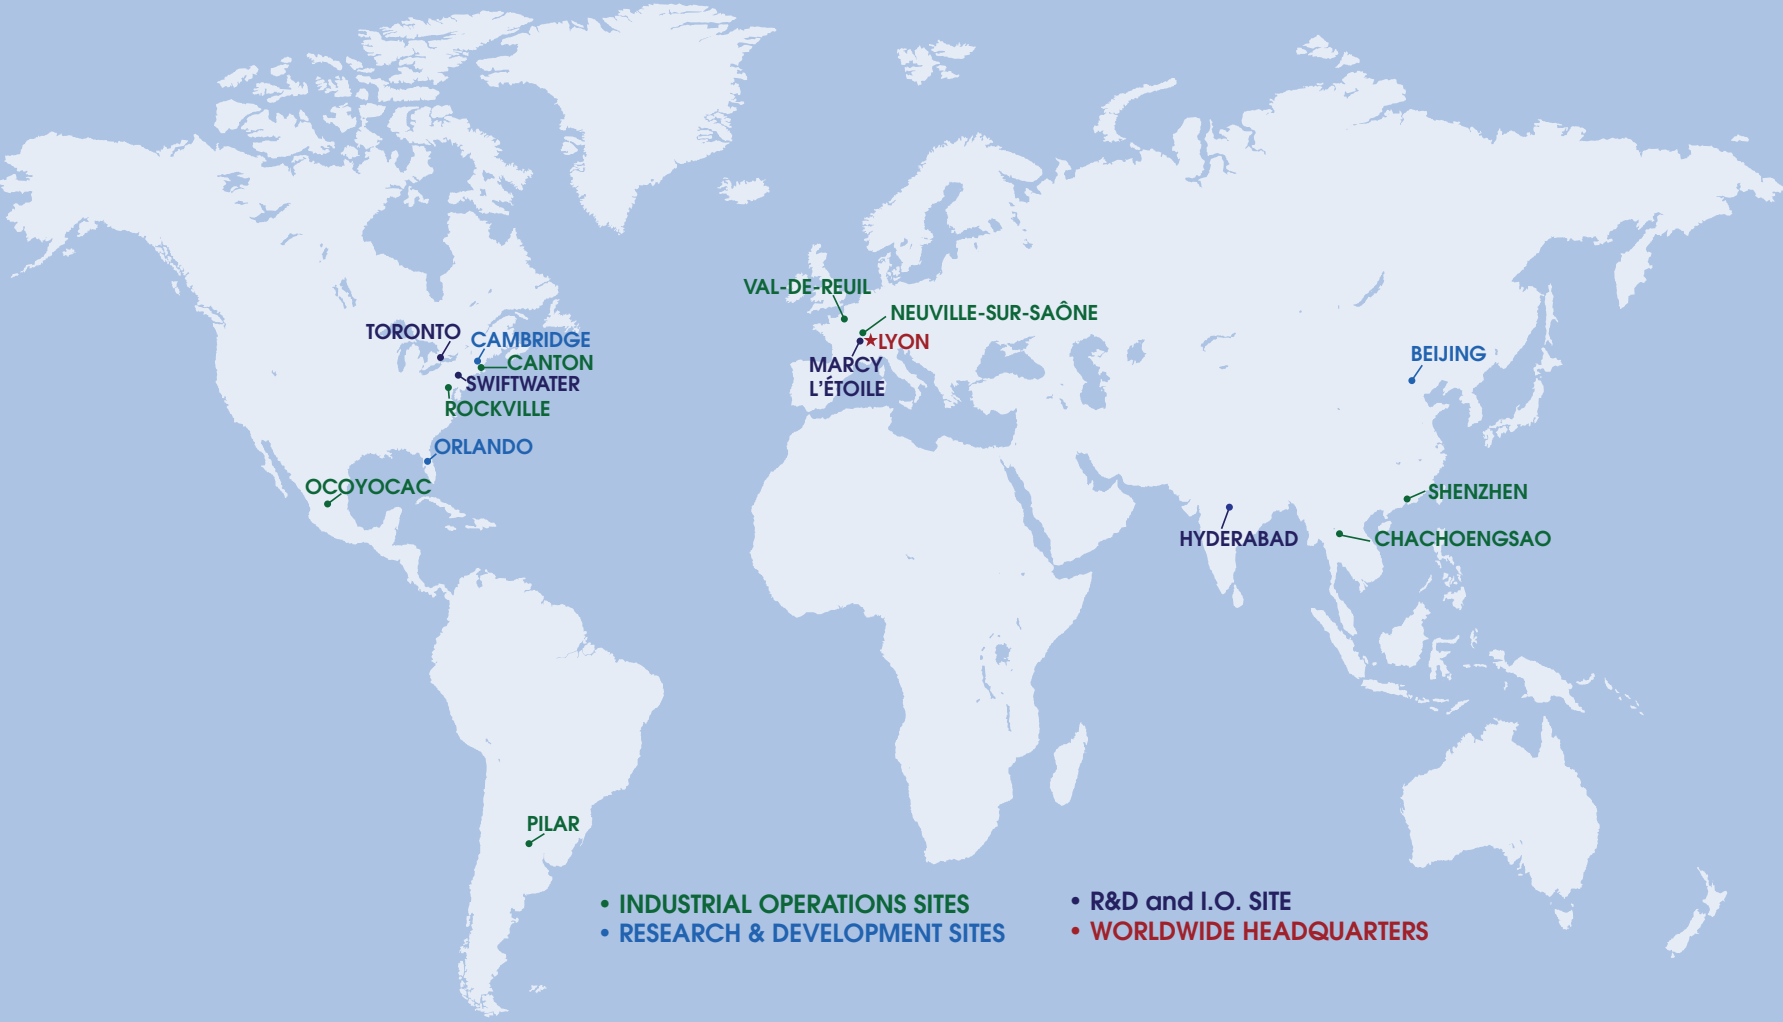 VAL-DE-REUIL
NEUVILLE-SUR-SAÔNE
TORONTO
CAMBRIDGE
LYON
CANTON
MARCY
L'ÉTOILE
BEIJING
SWIFTWATER
ROCKVILLE
ORLANDO
OCOYOCAC
SHENZHEN
HYDERABAD
CHACHOENGSAO
PILAR
• INDUSTRIAL OPERATIONS SITES
• RESEARCH & DEVELOPMENT SITES
• R&D and I.O. SITE
• WORLDWIDE HEADQUARTERS